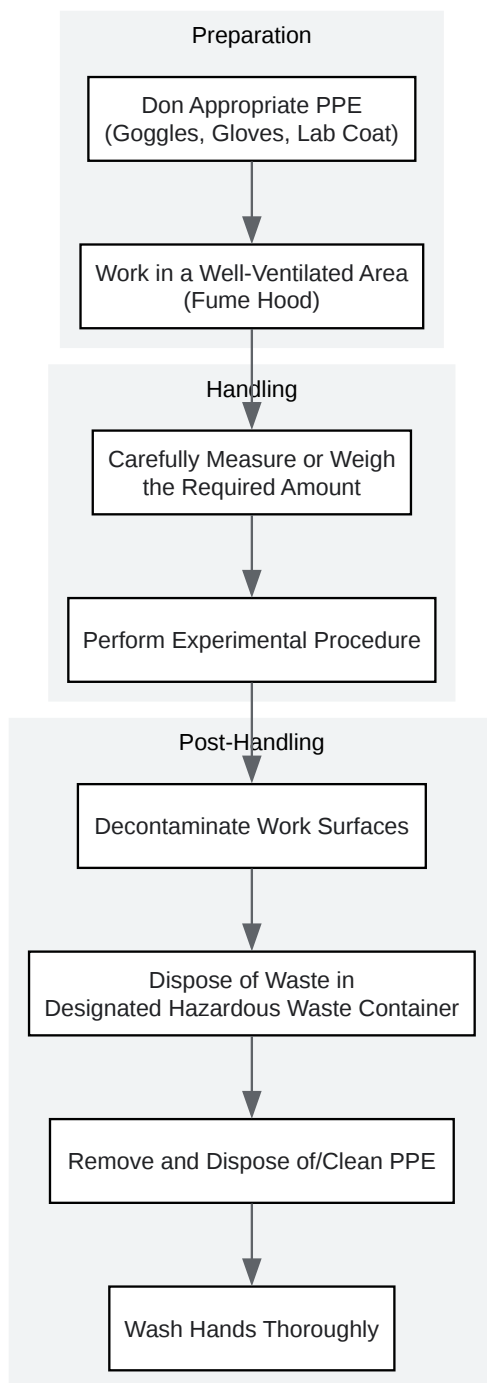 Preparation
Don Appropriate PPE
(Goggles, Gloves, Lab Coat)
Work in a Well-Ventilated Area
(Fume Hood)
Handling
Carefully Measure or Weigh
the Required Amount
Perform Experimental Procedure
Post-Handling
Decontaminate Work Surfaces
Dispose of Waste in
Designated Hazardous Waste Container
Remove and Dispose of/Clean PPE
Wash Hands Thoroughly